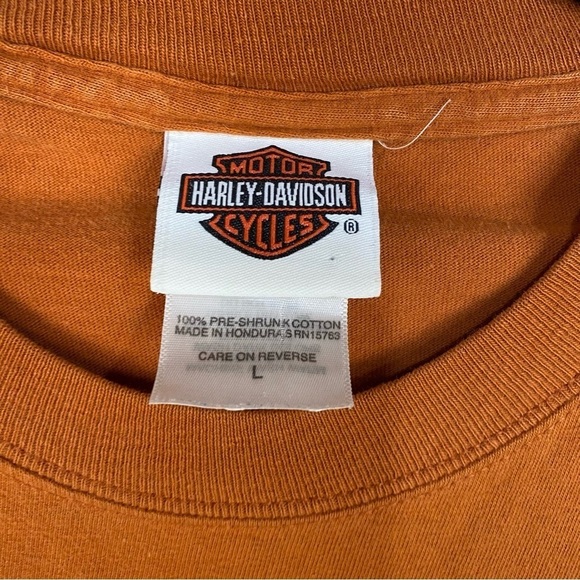 MOTOR
HARLEY-DAVIDSON
CYCLES
®
100% PRE-SHRUNK COTTON
MADE IN HONDURAS RN15763
CARE ON REVERSE
L